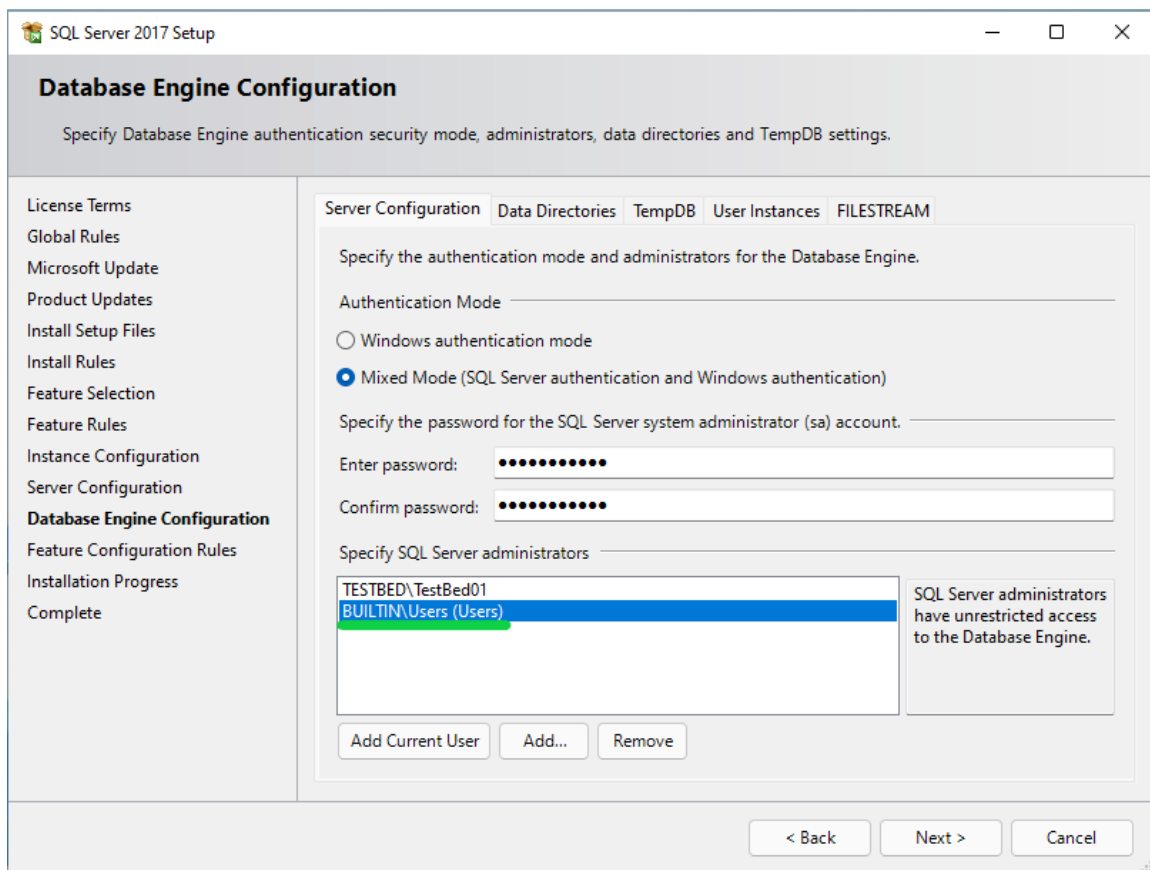 SQL Server 2017 Setup
Database Engine Configuration
Specify Database Engine authentication security mode, administrators, data directories and TempDB settings.
License Terms
Global Rules
Microsoft Update
Product Updates
Install Setup Files
Install Rules
Feature Selection
Feature Rules
Instance Configuration
Server Configuration
Database Engine Configuration
Feature Configuration Rules
Installation Progress
Complete
Server Configuration Data Directories TempDB User Instances FILESTREAM
Specify the authentication mode and administrators for the Database Engine.
Authentication Mode
Windows authentication mode
Mixed Mode (SQL Server authentication and Windows authentication)
Specify the password for the SQL Server system administrator (sa) account.
Enter password: ●●●●●●●●●●●
Confirm password: ●●●●●●●●●●●
Specify SQL Server administrators
TESTBED\TestBed01
BUILTIN\Users (Users)
SQL Server administrators
have unrestricted access
to the Database Engine.
Add Current User Add... Remove
< Back Next > Cancel